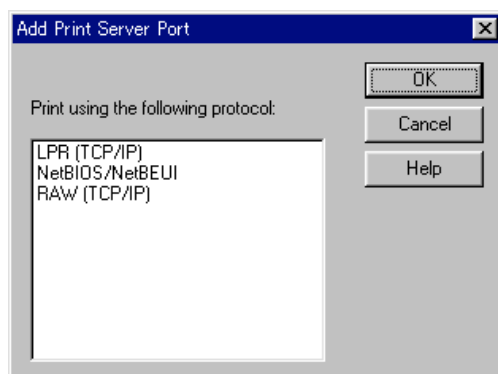 Add Print Server Port
OK
Print using the following protocol:
Cancel
LPR (TCP/IP)
NetBIOS/NetBEUI
Help
RAW (TCP/IP)